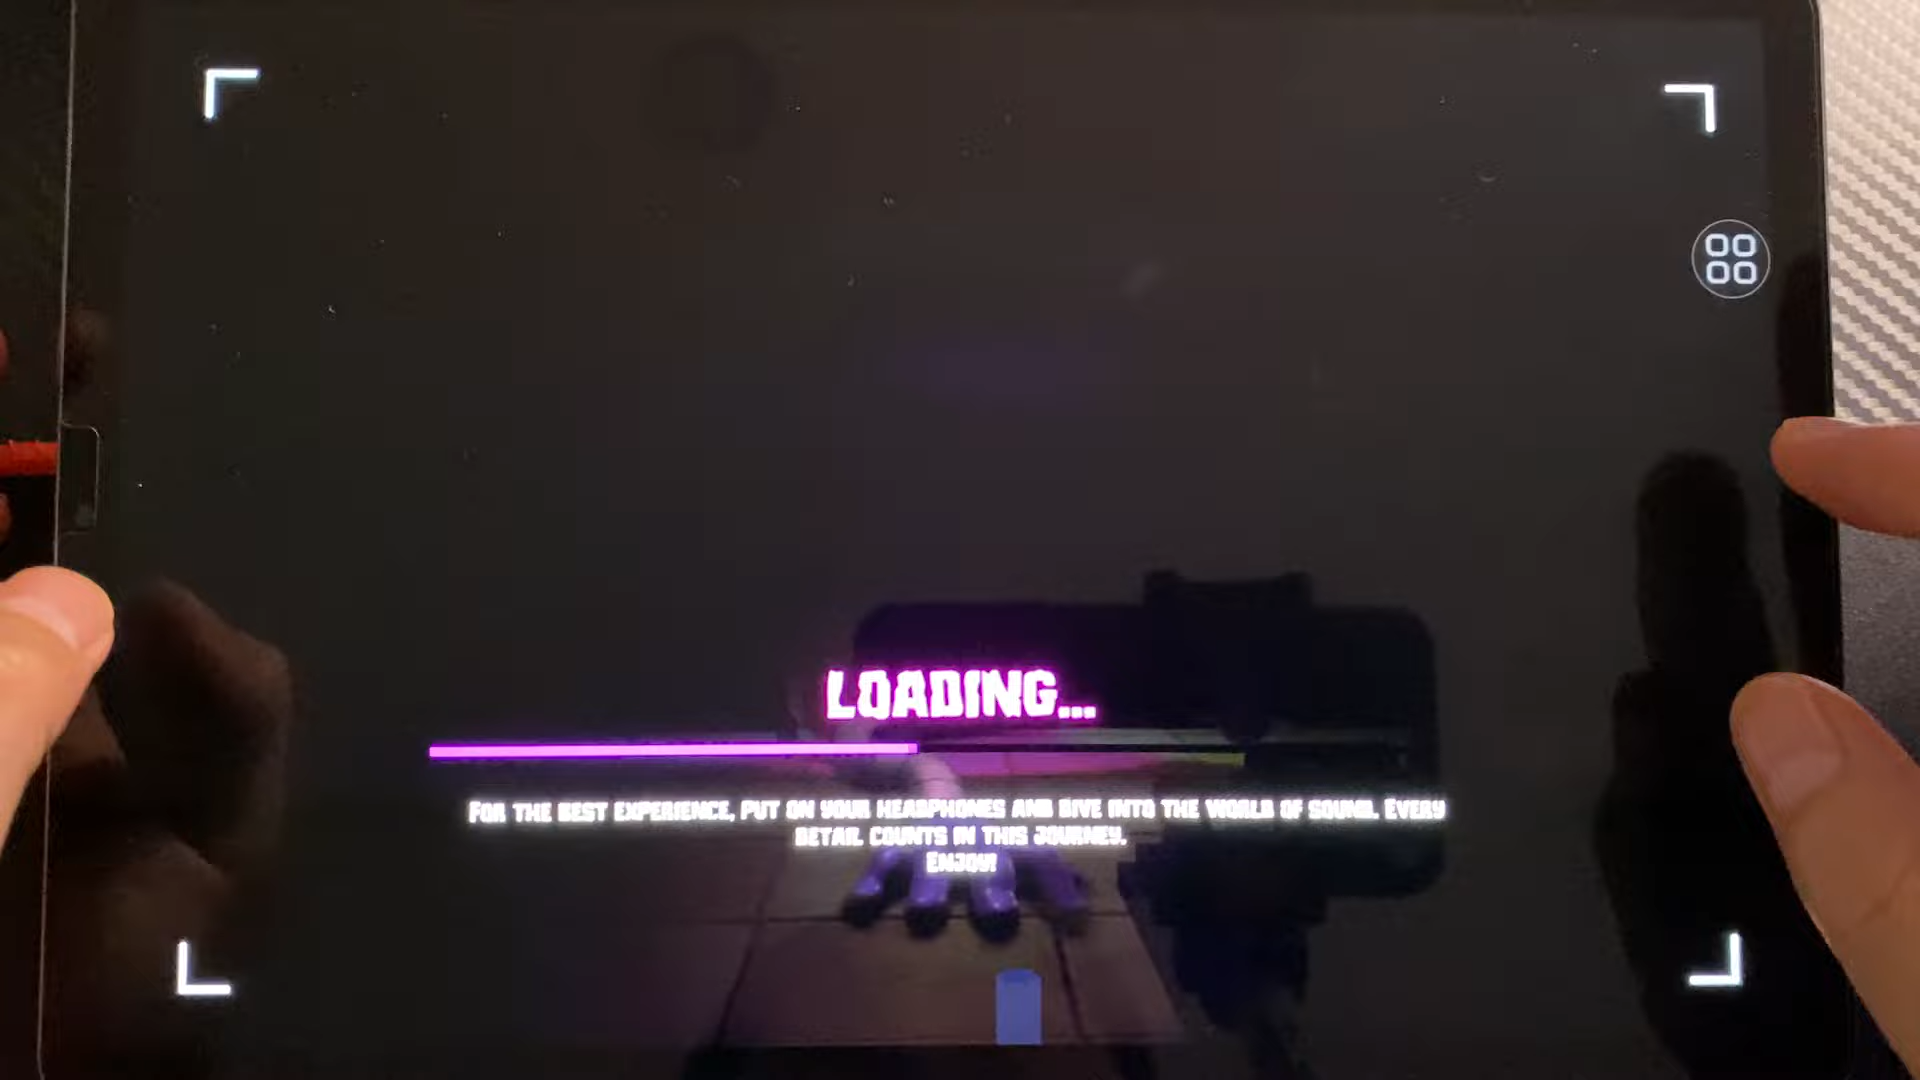 LOADING...
FOR THE BEST EXPERIENCE, PUT ON YOUR HEADPHONES AND DIVE INTO THE WORLD OF SOUND. EVERY
DETAIL COUNTS IN THIS JOURNEY.
ENJOY!